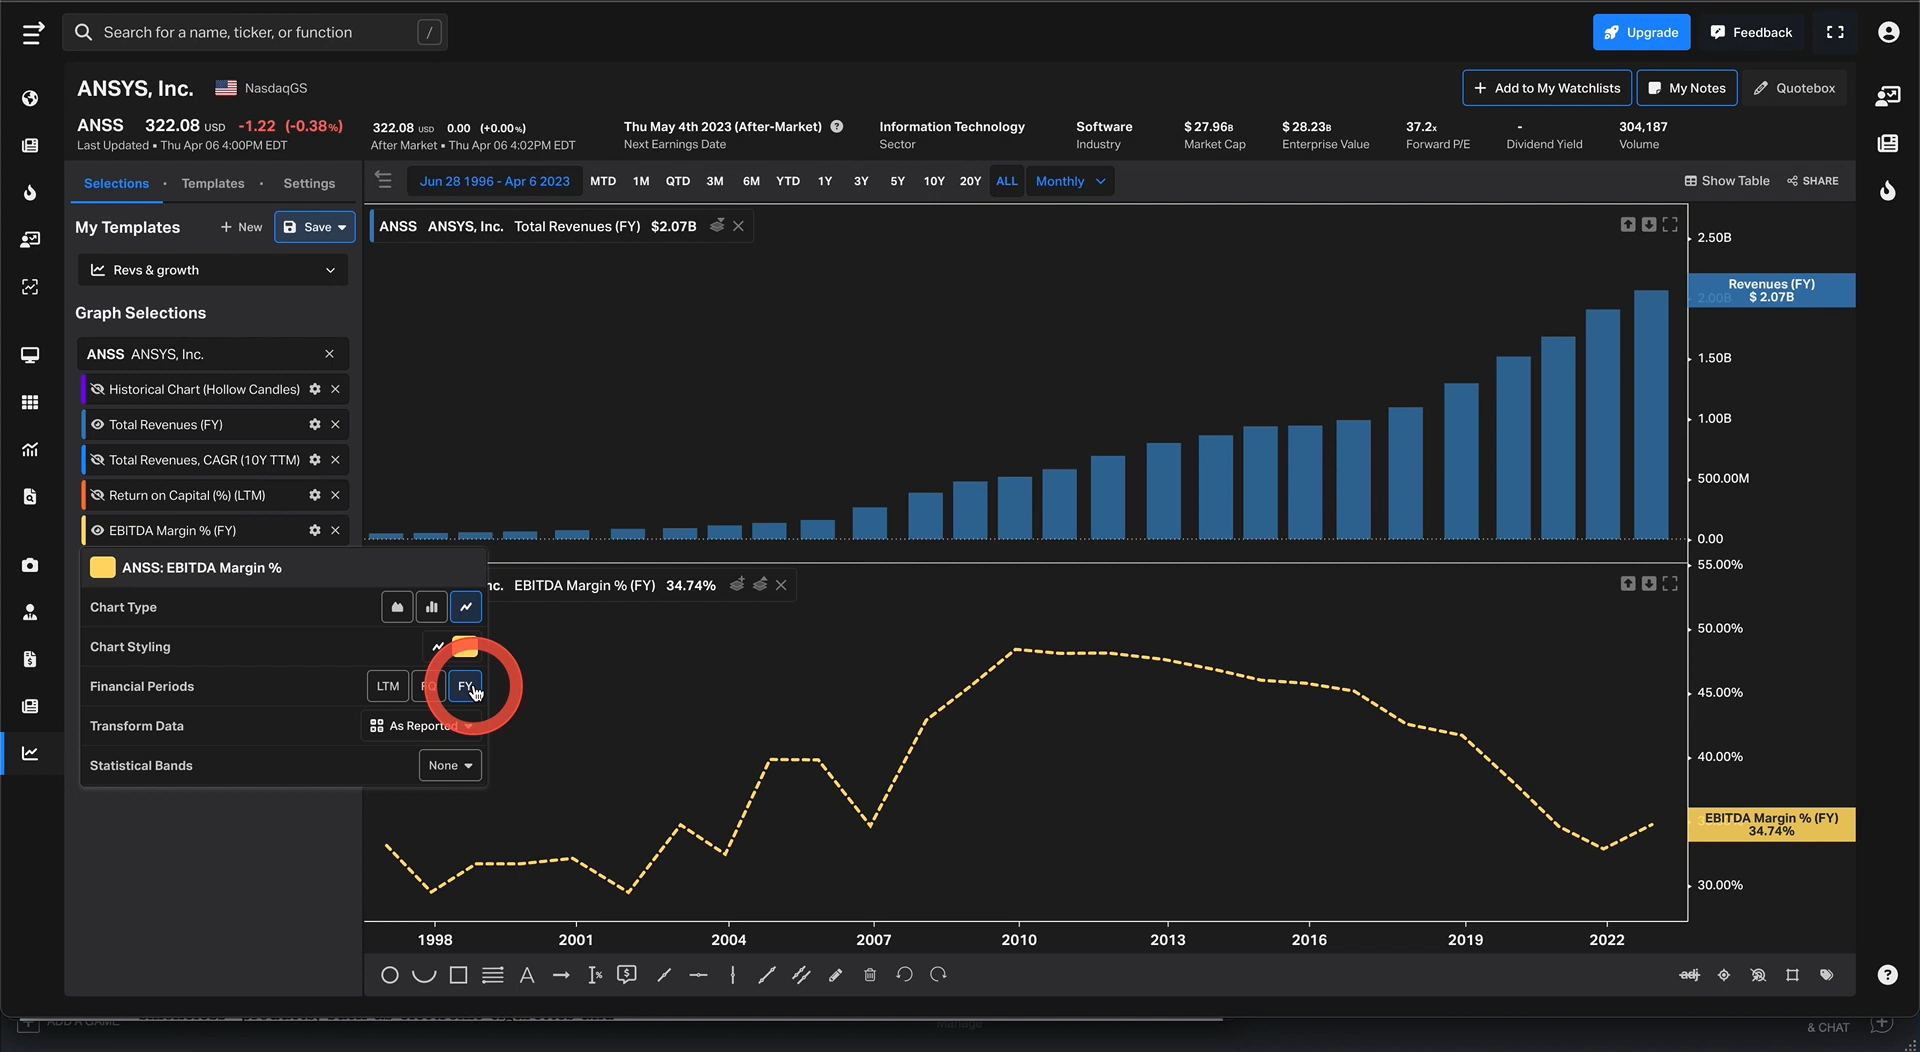 Search for a name, ticker, or function
/
Upgrade
Feedback
ANSYS, Inc.
NasdaqGS
+ Add to My Watchlists
My Notes
Quotebox
ANSS 322.08 USD -1.22 (-0.38%)
Last Updated • Thu Apr 06 4:00PM EDT
322.08 USD 0.00 (+0.00%)
After Market • Thu Apr 06 4:02PM EDT
Thu May 4th 2023 (After-Market) ?
Next Earnings Date
Information Technology
Sector
Software
Industry
$ 27.96B
Market Cap
$ 28.23B
Enterprise Value
37.2x
Forward P/E
-
Dividend Yield
304,187
Volume
Selections • Templates • Settings
Jun 28 1996 - Apr 6 2023 MTD 1M QTD 3M 6M YTD 1Y 3Y 5Y 10Y 20Y ALL Monthly
Show Table
SHARE
My Templates
+ New
Save
Revs & growth
Graph Selections
ANSS ANSYS, Inc.
Historical Chart (Hollow Candles)
Total Revenues (FY)
Total Revenues, CAGR (10Y TTM)
Return on Capital (%) (LTM)
EBITDA Margin % (FY)
ANSS: EBITDA Margin %
Chart Type
Chart Styling
Financial Periods
LTM FQ FY
Transform Data
As Reported
Statistical Bands
None
ANSS ANSYS, Inc. Total Revenues (FY) $2.07B
2.50B
Revenues (FY)
$ 2.07B
2.00B
1.50B
1.00B
500.00M
0.00
nc. EBITDA Margin % (FY) 34.74%
55.00%
50.00%
45.00%
40.00%
EBITDA Margin % (FY)
34.74%
30.00%
1998 2001 2004 2007 2010 2013 2016 2019 2022
A
adj
?
ADD A GAME
Manage
& CHAT